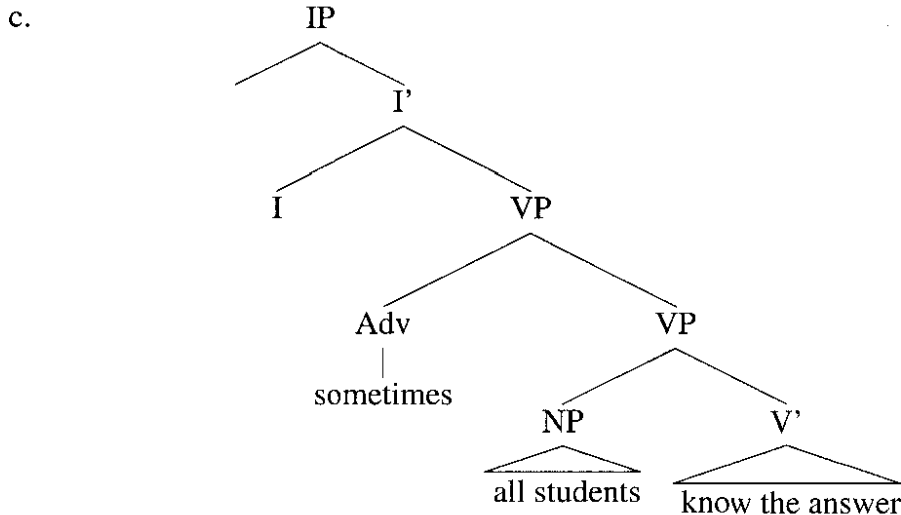 c.
IP
I'
I VP
Adv VP
sometimes
NP V'
all students know the answer